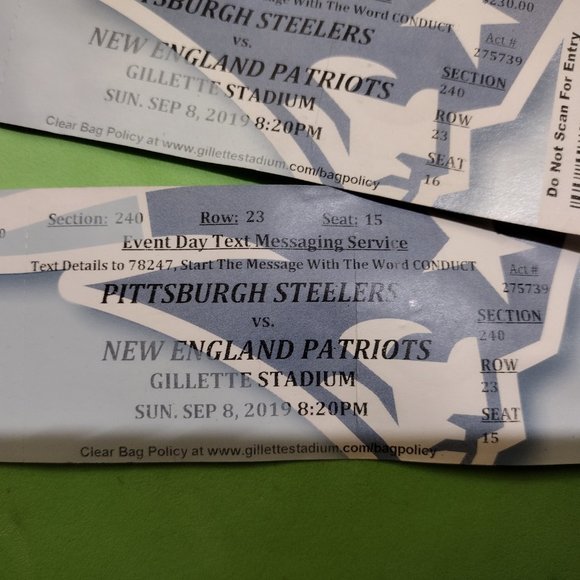 $230.00
Message With The Word CONDUCT
PITTSBURGH STEELERS
vs.
NEW ENGLAND PATRIOTS
GILLETTE STADIUM
SUN. SEP 8, 2019 8:20PM
Clear Bag Policy at www.gillettestadium.com/bagpolicy
Act #
275739
SECTION
240
ROW
23
SEAT
16
Do Not Scan For Entry
Section: 240 Row: 23 Seat: 15
Event Day Text Messaging Service
Text Details to 78247, Start The Message With The Word CONDUCT
PITTSBURGH STEELERS
vs.
NEW ENGLAND PATRIOTS
GILLETTE STADIUM
SUN. SEP 8, 2019 8:20PM
Clear Bag Policy at www.gillettestadium.com/bagpolicy
Act #
275739
SECTION
240
ROW
23
SEAT
15